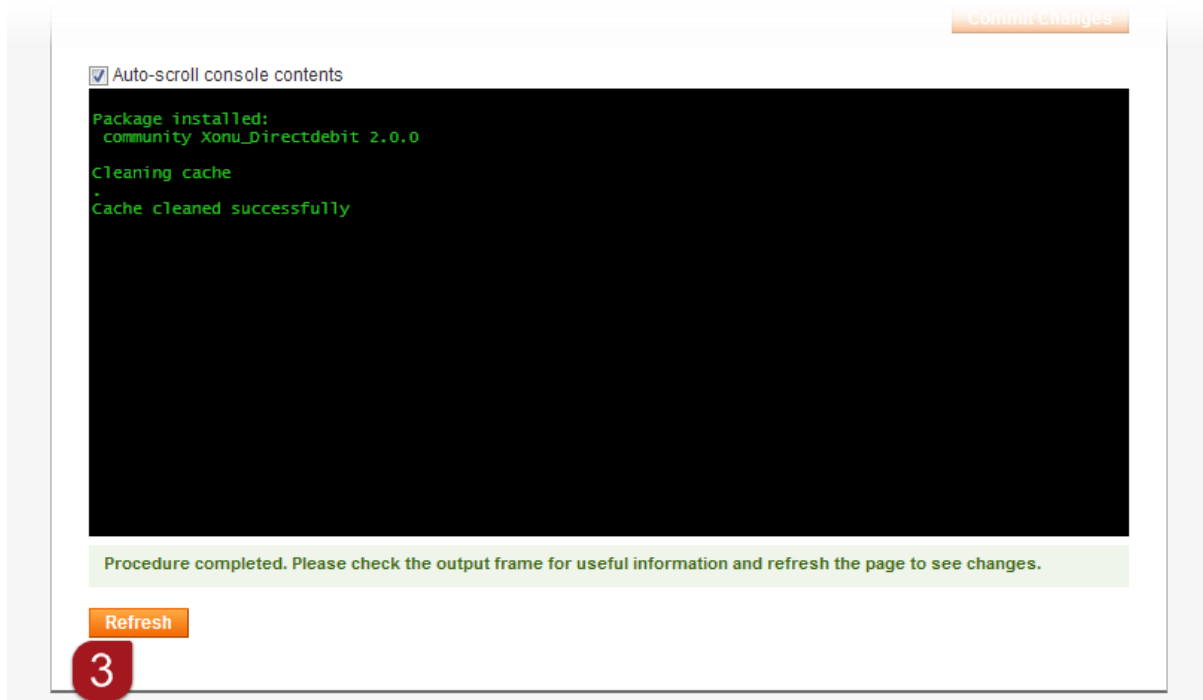 Commit Changes
Auto-scroll console contents
Package installed:
community Xonu_Directdebit 2.0.0
Cleaning cache
.
Cache cleaned successfully
Procedure completed. Please check the output frame for useful information and refresh the page to see changes.
Refresh
3